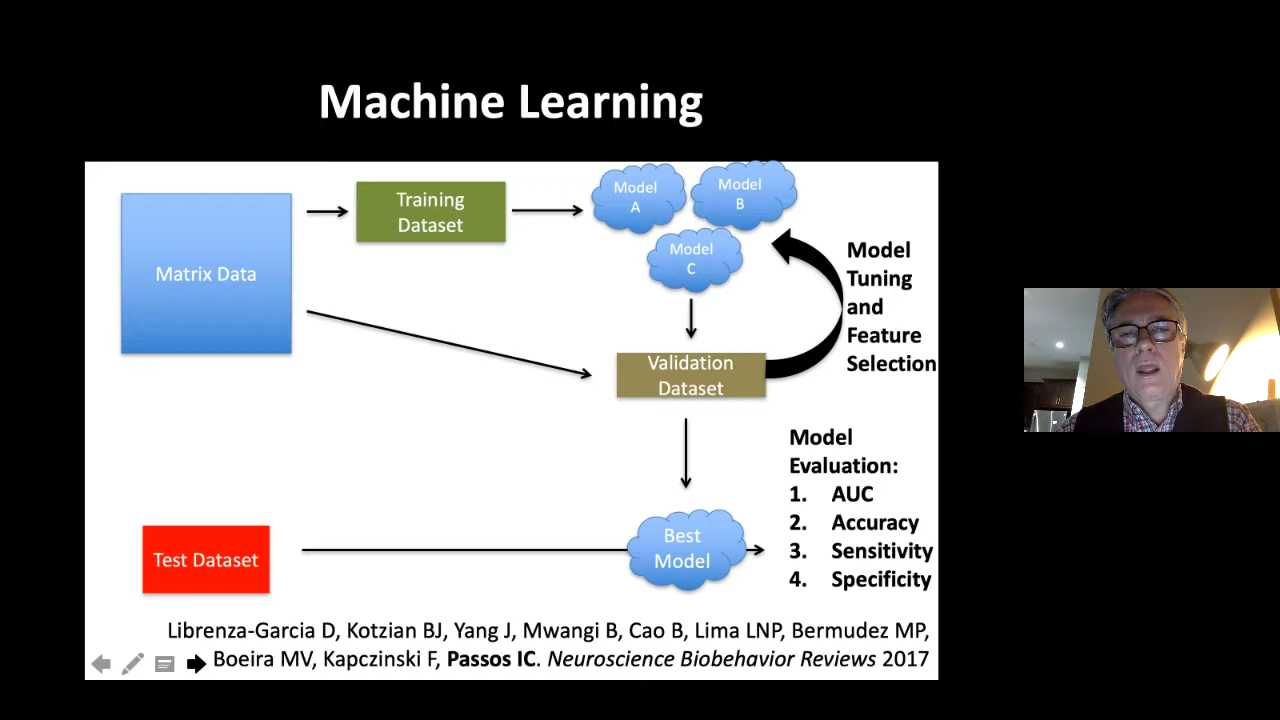 Machine Learning
Matrix Data
Training
Dataset
Model
A
Model
B
Model
C
Model
Tuning
and
Feature
Selection
Validation
Dataset
Model
Evaluation:
1. AUC
2. Accuracy
3. Sensitivity
4. Specificity
Best
Model
Test Dataset
Librenza-Garcia D, Kotzian BJ, Yang J, Mwangi B, Cao B, Lima LNP, Bermudez MP,
Boeira MV, Kapczinski F, Passos IC. Neuroscience Biobehavior Reviews 2017